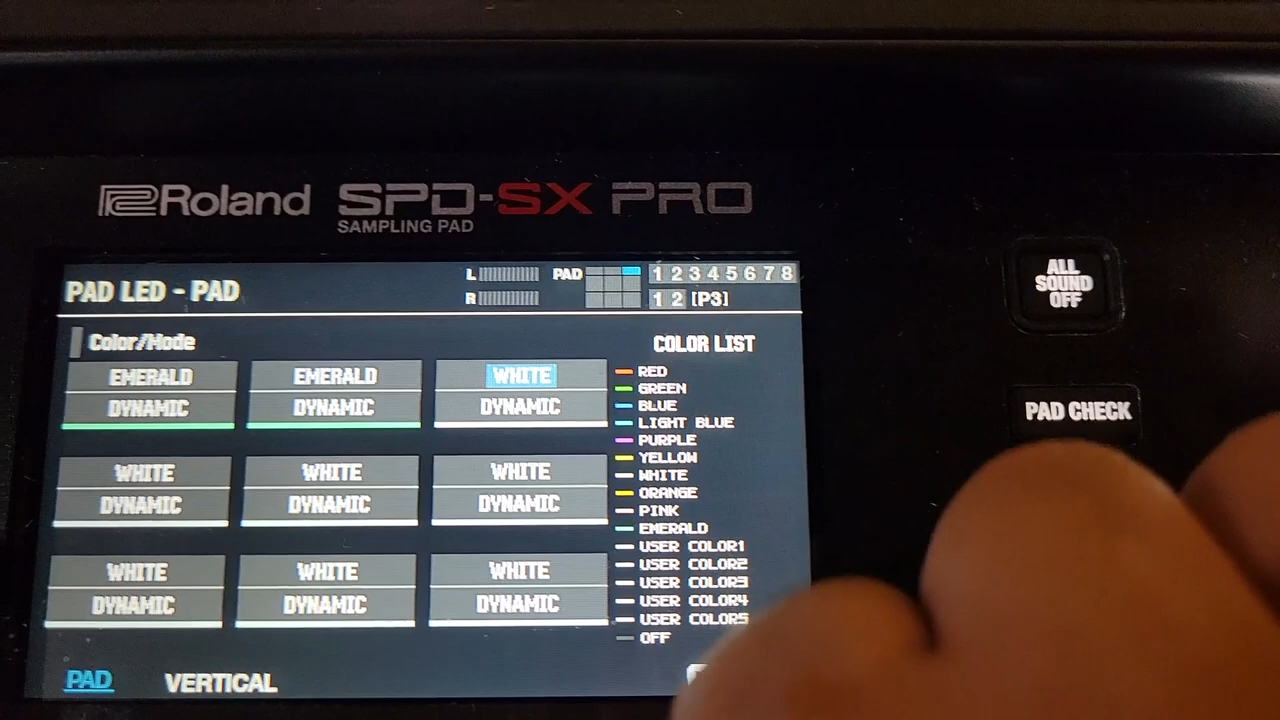 Roland SPD-SX PRO
SAMPLING PAD
ALL
SOUND
OFF
PAD CHECK
PAD LED - PAD
L
R
PAD
1 2 3 4 5 6 7 8
1 2 [P3]
Color/Mode
EMERALD EMERALD WHITE
DYNAMIC DYNAMIC DYNAMIC
WHITE WHITE WHITE
DYNAMIC DYNAMIC DYNAMIC
WHITE WHITE WHITE
DYNAMIC DYNAMIC DYNAMIC
COLOR LIST
RED
GREEN
BLUE
LIGHT BLUE
PURPLE
YELLOW
WHITE
ORANGE
PINK
EMERALD
USER COLOR1
USER COLOR2
USER COLOR3
USER COLOR4
USER COLOR5
OFF
PAD VERTICAL